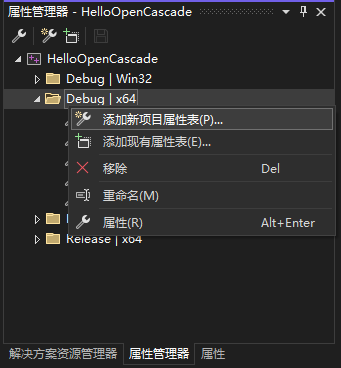 属性管理器 - HelloOpenCascade
HelloOpenCascade
Debug | Win32
Debug | x64
添加新项目属性表(P)...
添加现有属性表(E)...
移除 Del
重命名(M)
属性(R) Alt+Enter
Release | x64
解决方案资源管理器 属性管理器 属性